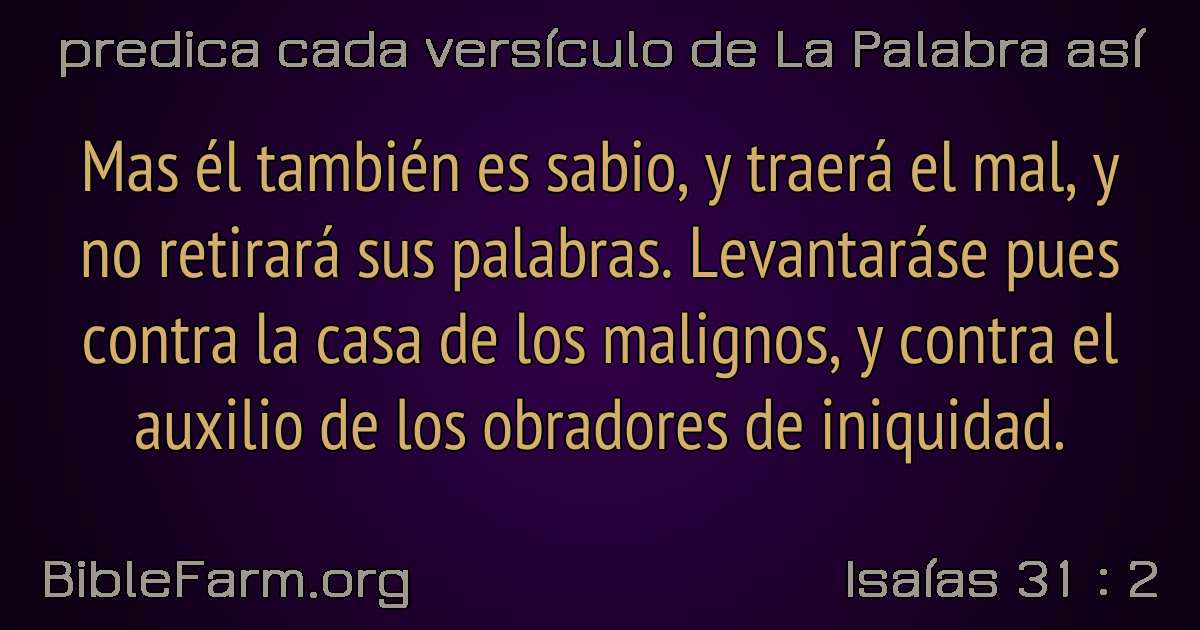 predica cada versículo de La Palabra así
Mas él también es sabio, y traerá el mal, y
no retirará sus palabras. Levantaráse pues
contra la casa de los malignos, y contra el
auxilio de los obradores de iniquidad.
BibleFarm.org
Isaías 31 : 2